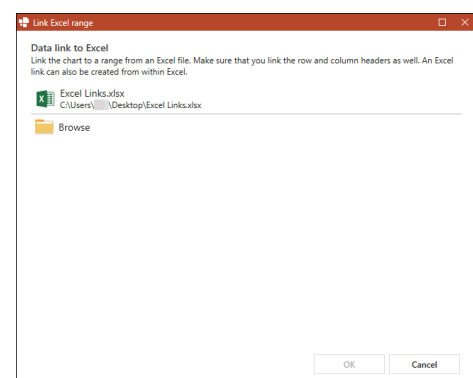 Link Excel range
Data link to Excel
Link the chart to a range from an Excel file. Make sure that you link the row and column headers as well. An Excel
link can also be created from within Excel.
Excel Links.xlsx
C:\Users\ \Desktop\Excel Links.xlsx
Browse
OK Cancel